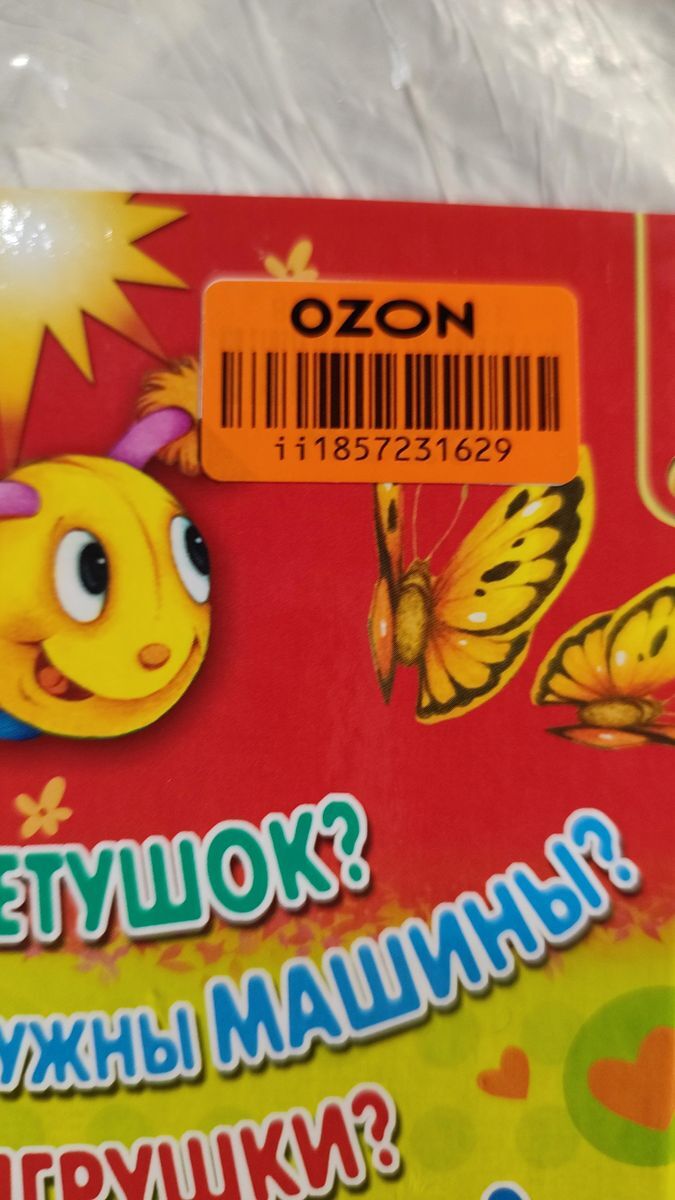 OZON
ii1857231629
ЕТУШОК?
УЖНЫ МАШИНЫ?
ИГРУШКИ?